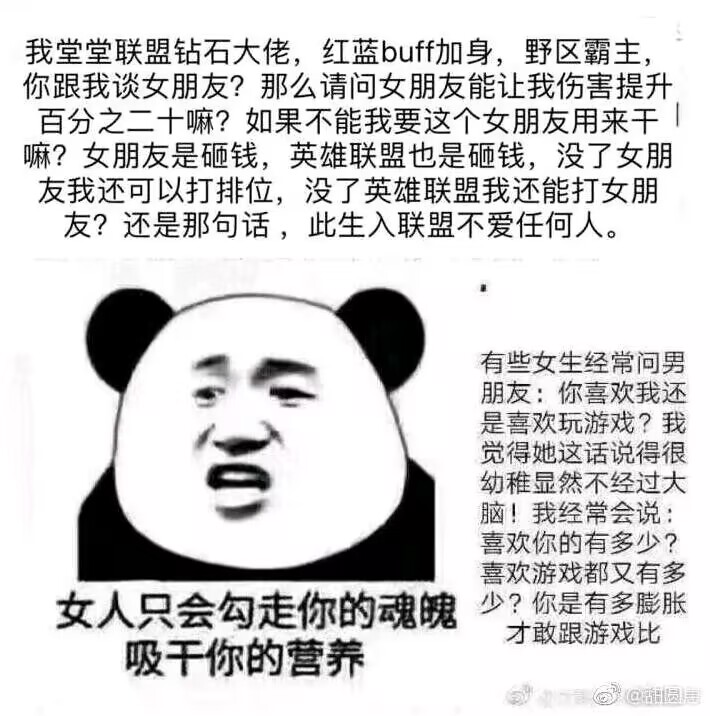 我堂堂联盟钻石大佬，红蓝buff加身，野区霸主，
你跟我谈女朋友？那么请问女朋友能让我伤害提升
百分之二十嘛？如果不能我要这个女朋友用来干
嘛？女朋友是砸钱，英雄联盟也是砸钱，没了女朋
友我还可以打排位，没了英雄联盟我还能打女朋
友？还是那句话，此生入联盟不爱任何人。
有些女生经常问男
朋友：你喜欢我还
是喜欢玩游戏？我
觉得她这话说得很
幼稚显然不经过大
脑！我经常会说：
喜欢你的有多少？
喜欢游戏都又有多
少？你是有多膨胀
才敢跟游戏比
女人只会勾走你的魂魄
吸干你的营养